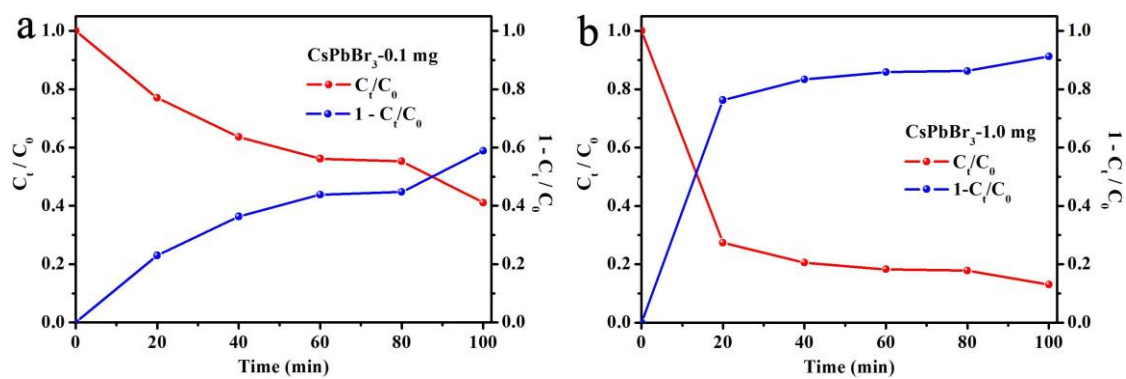 a
CsPbBr₃-0.1 mg
Cₜ/C₀
1 - Cₜ/C₀
Cₜ / C₀
1.0
0.8
0.6
0.4
0.2
0.0
1.0
0.8
0.6
0.4
0.2
0.0
1 - Cₜ / C₀
0 20 40 60 80 100
Time (min)
b
CsPbBr₃-1.0 mg
Cₜ/C₀
1-Cₜ/C₀
Cₜ / C₀
1.0
0.8
0.6
0.4
0.2
0.0
1.0
0.8
0.6
0.4
0.2
0.0
1 - Cₜ / C₀
0 20 40 60 80 100
Time (min)